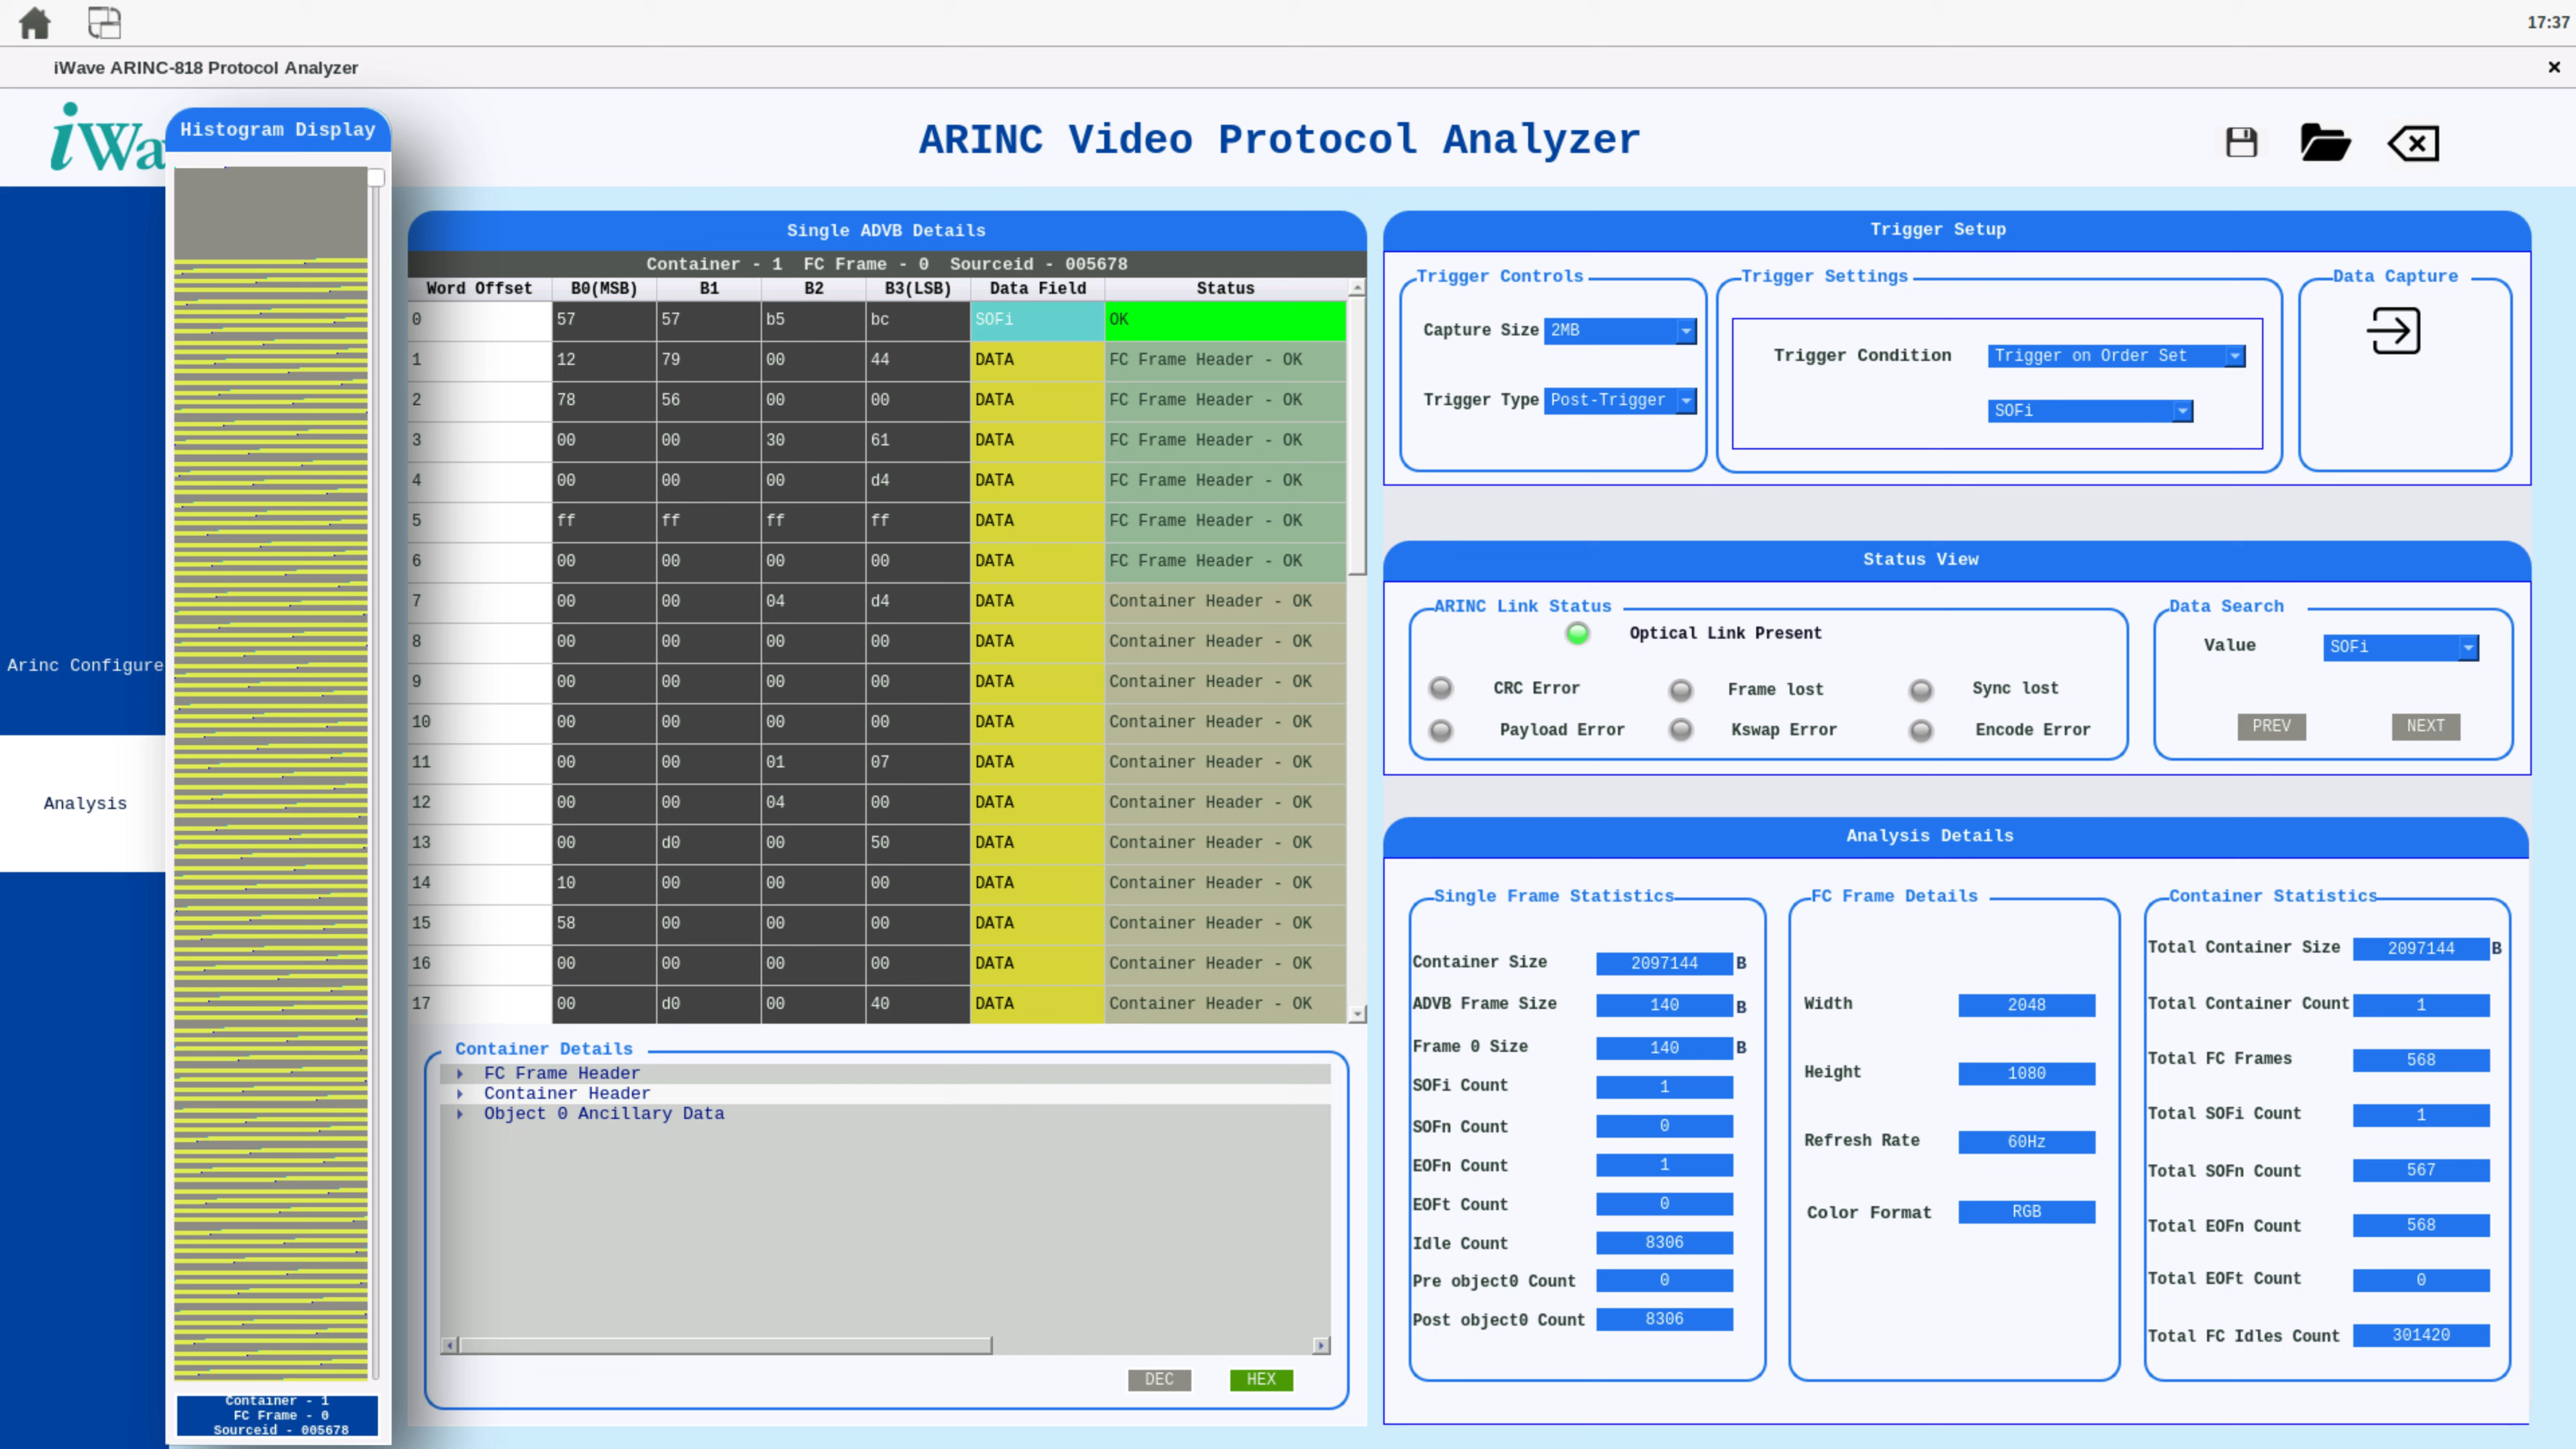 17:37
iWave ARINC-818 Protocol Analyzer
iWa
ARINC Video Protocol Analyzer
Histogram Display
Arinc Configure
Analysis
Container - 1
FC Frame - 0
Sourceid - 005678
Single ADVB Details
Container - 1 FC Frame - 0 Sourceid - 005678
Word Offset B0(MSB) B1 B2 B3(LSB) Data Field Status
0 57 57 b5 bc SOFi OK
1 12 79 00 44 DATA FC Frame Header - OK
2 78 56 00 00 DATA FC Frame Header - OK
3 00 00 30 61 DATA FC Frame Header - OK
4 00 00 00 d4 DATA FC Frame Header - OK
5 ff ff ff ff DATA FC Frame Header - OK
6 00 00 00 00 DATA FC Frame Header - OK
7 00 00 04 d4 DATA Container Header - OK
8 00 00 00 00 DATA Container Header - OK
9 00 00 00 00 DATA Container Header - OK
10 00 00 00 00 DATA Container Header - OK
11 00 00 01 07 DATA Container Header - OK
12 00 00 04 00 DATA Container Header - OK
13 00 d0 00 50 DATA Container Header - OK
14 10 00 00 00 DATA Container Header - OK
15 58 00 00 00 DATA Container Header - OK
16 00 00 00 00 DATA Container Header - OK
17 00 d0 00 40 DATA Container Header - OK
Container Details
FC Frame Header
Container Header
Object 0 Ancillary Data
DEC HEX
Trigger Setup
Trigger Controls
Capture Size 2MB
Trigger Type Post-Trigger
Trigger Settings
Trigger Condition Trigger on Order Set
SOFi
Data Capture
Status View
ARINC Link Status
Optical Link Present
CRC Error Frame lost Sync lost
Payload Error Kswap Error Encode Error
Data Search
Value SOFi
PREV NEXT
Analysis Details
Single Frame Statistics
Container Size 2097144 B
ADVB Frame Size 140 B
Frame 0 Size 140 B
SOFi Count 1
SOFn Count 0
EOFn Count 1
EOFt Count 0
Idle Count 8306
Pre object0 Count 0
Post object0 Count 8306
FC Frame Details
Width 2048
Height 1080
Refresh Rate 60Hz
Color Format RGB
Container Statistics
Total Container Size 2097144 B
Total Container Count 1
Total FC Frames 568
Total SOFi Count 1
Total SOFn Count 567
Total EOFn Count 568
Total EOFt Count 0
Total FC Idles Count 301420